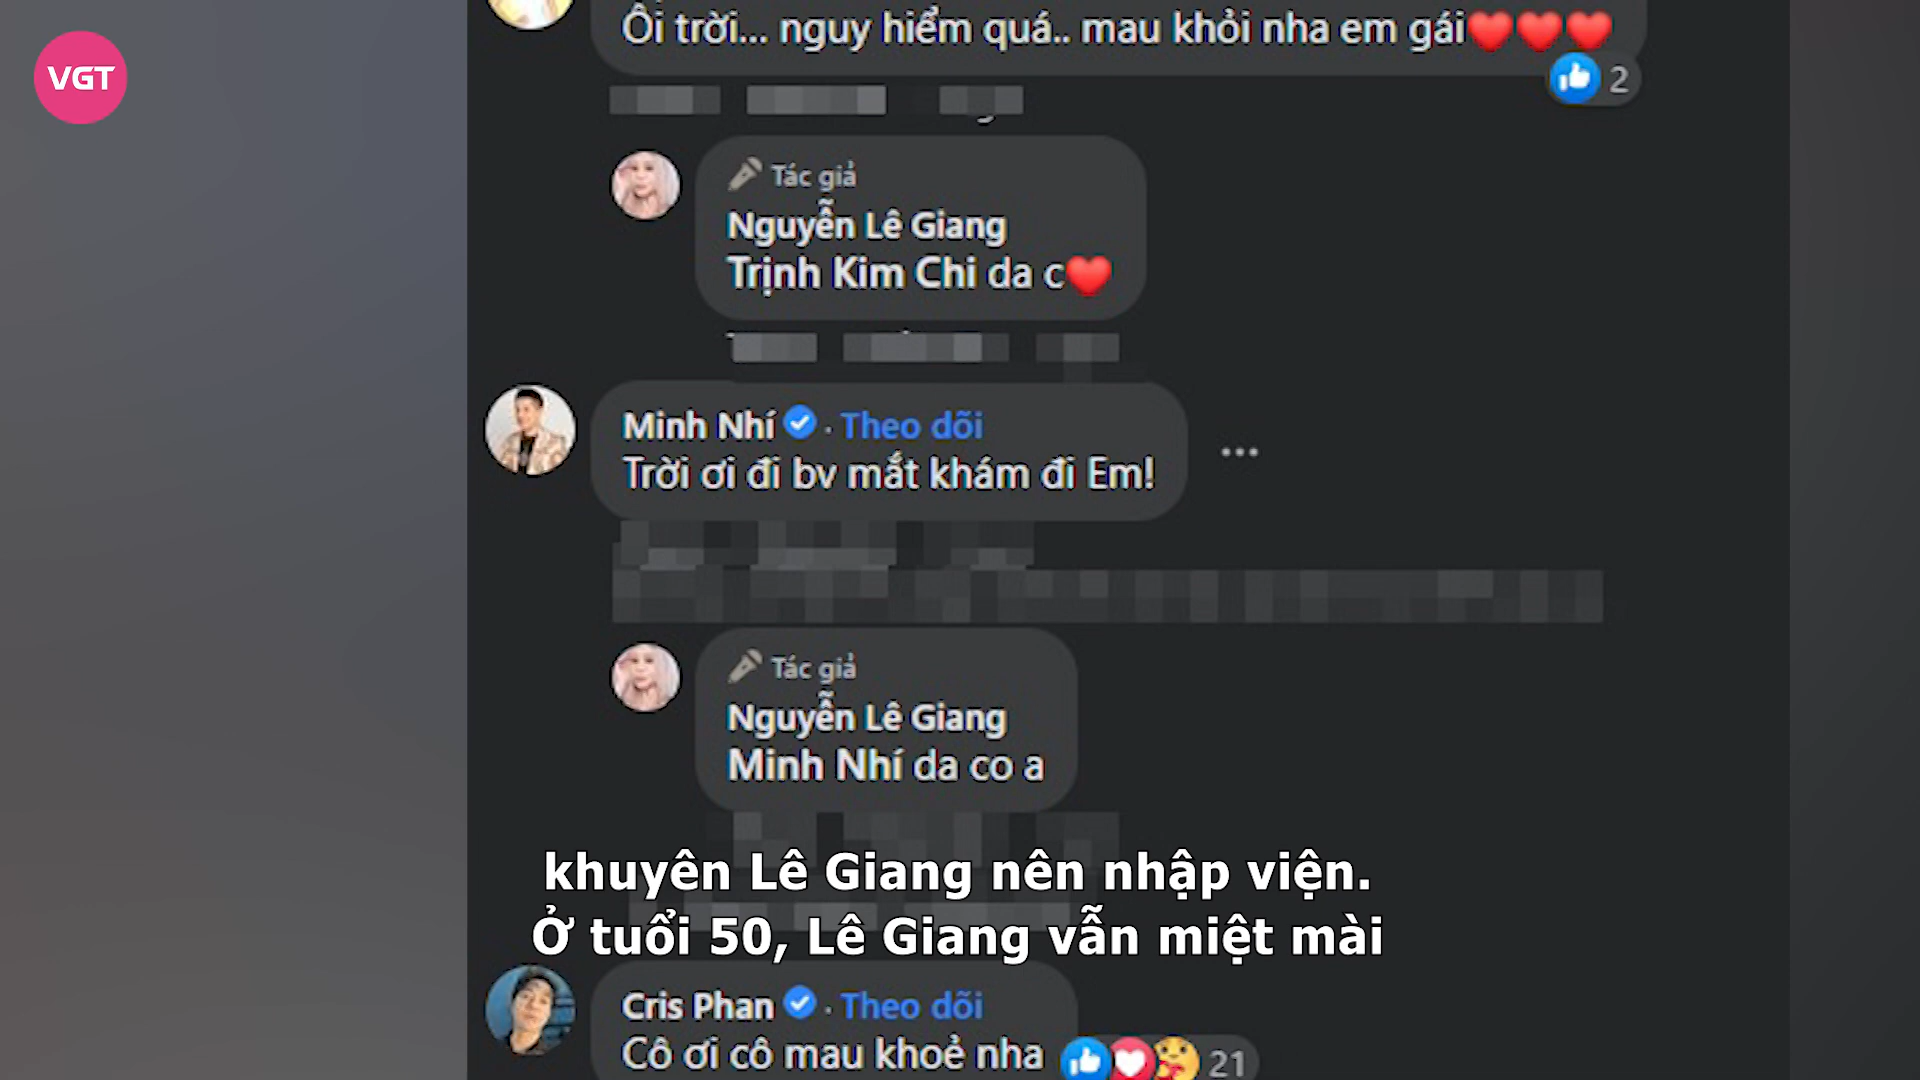 VGT
Ôi trời... nguy hiểm quá.. mau khỏi nha em gái❤️❤️❤️
2
Tác giả
Nguyễn Lê Giang
Trịnh Kim Chi da c❤️
Minh Nhí · Theo dõi
Trời ơi đi bv mắt khám đi Em!
Tác giả
Nguyễn Lê Giang
Minh Nhí da co a
khuyên Lê Giang nên nhập viện.
Ở tuổi 50, Lê Giang vẫn miệt mài
Cris Phan · Theo dõi
Cô ơi cô mau khoẻ nha
21